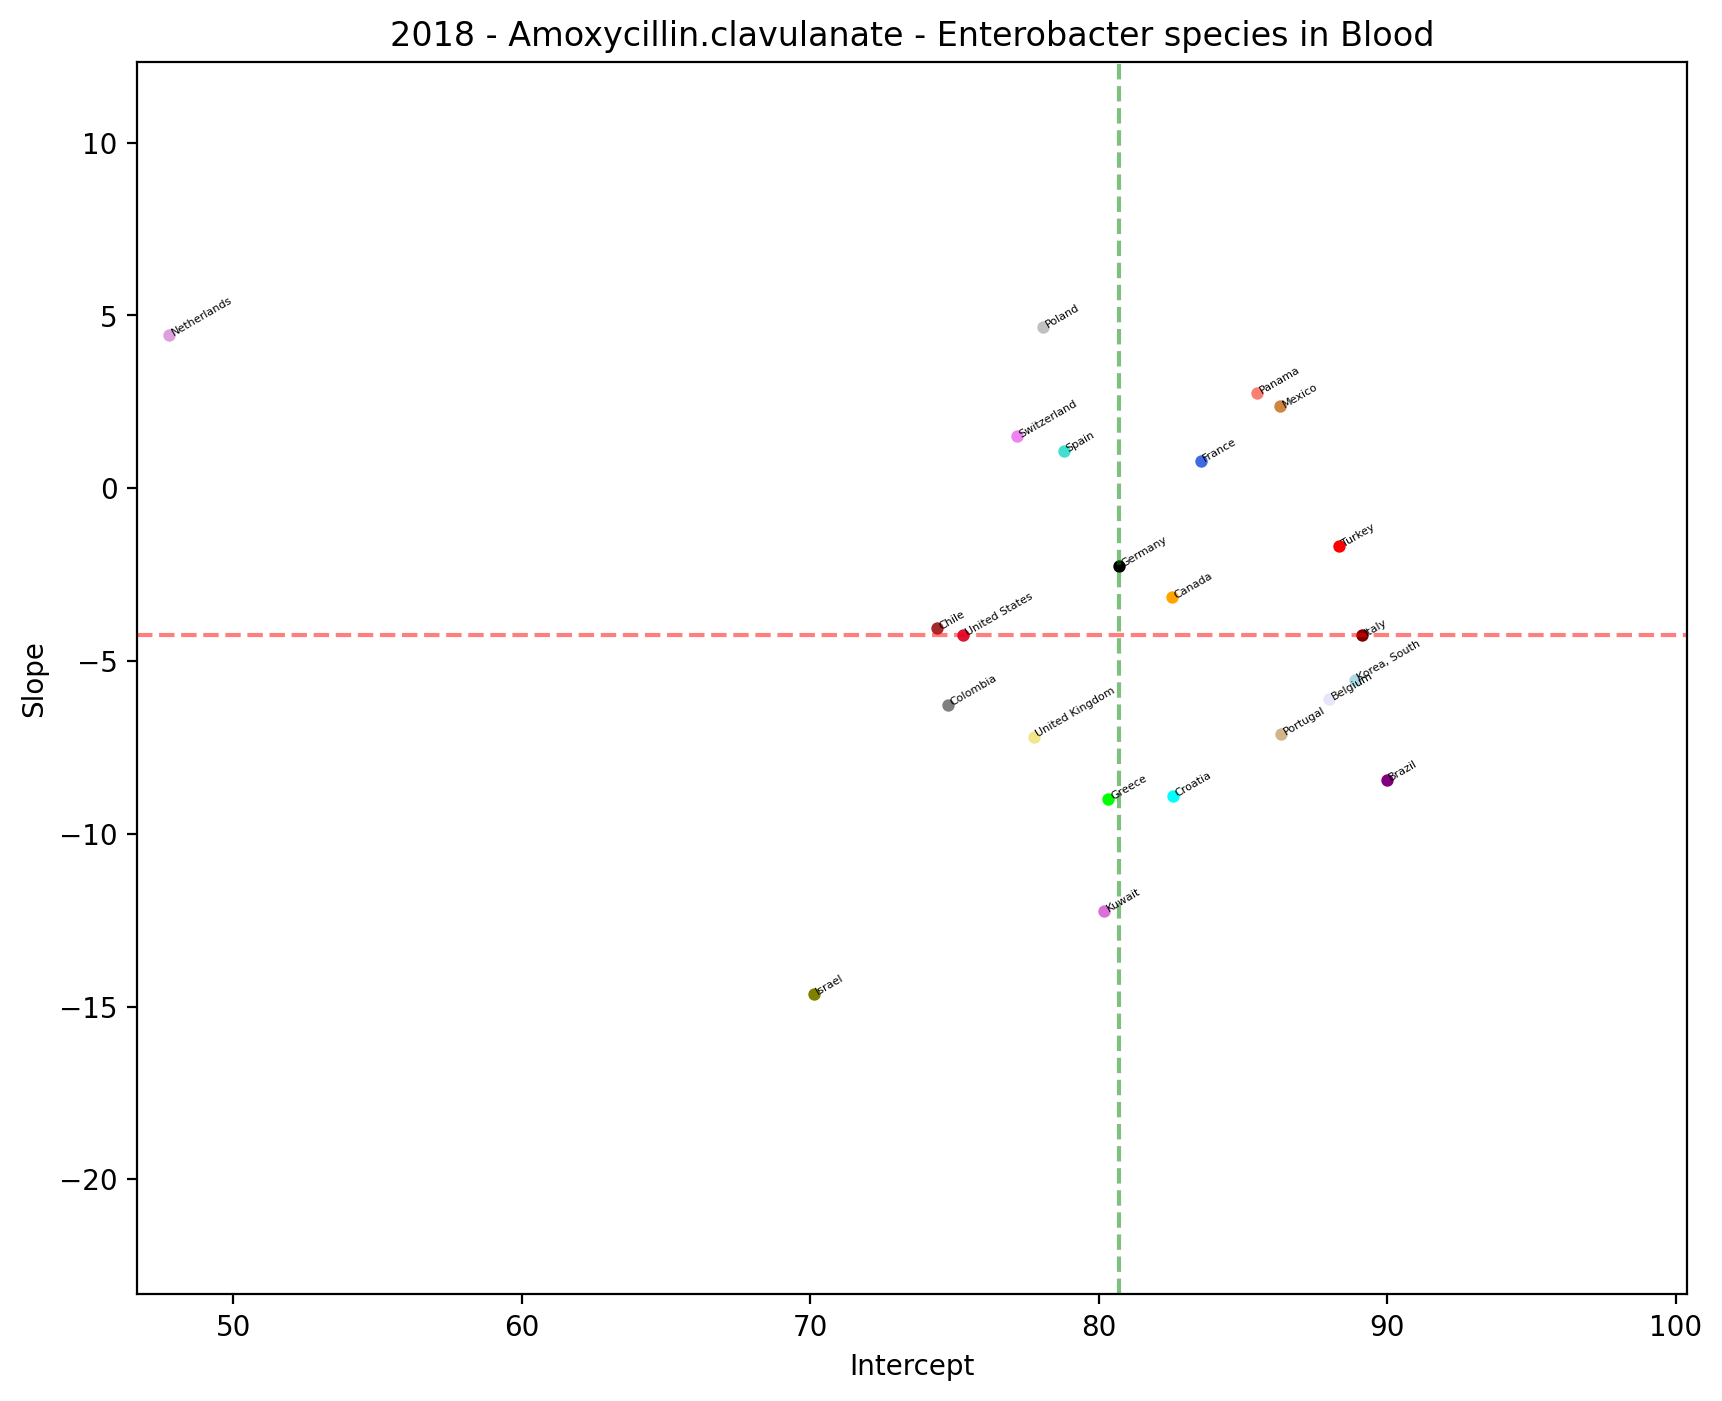 2018 - Amoxycillin.clavulanate - Enterobacter species in Blood
10
5
0
−5
−10
−15
−20
Slope
Netherlands
Poland
Panama
Mexico
Switzerland
Spain
France
Turkey
Germany
Canada
Chile
United States
Italy
Korea, South
Belgium
Colombia
United Kingdom
Portugal
Brazil
Greece
Croatia
Kuwait
Israel
50
60
70
80
90
100
Intercept